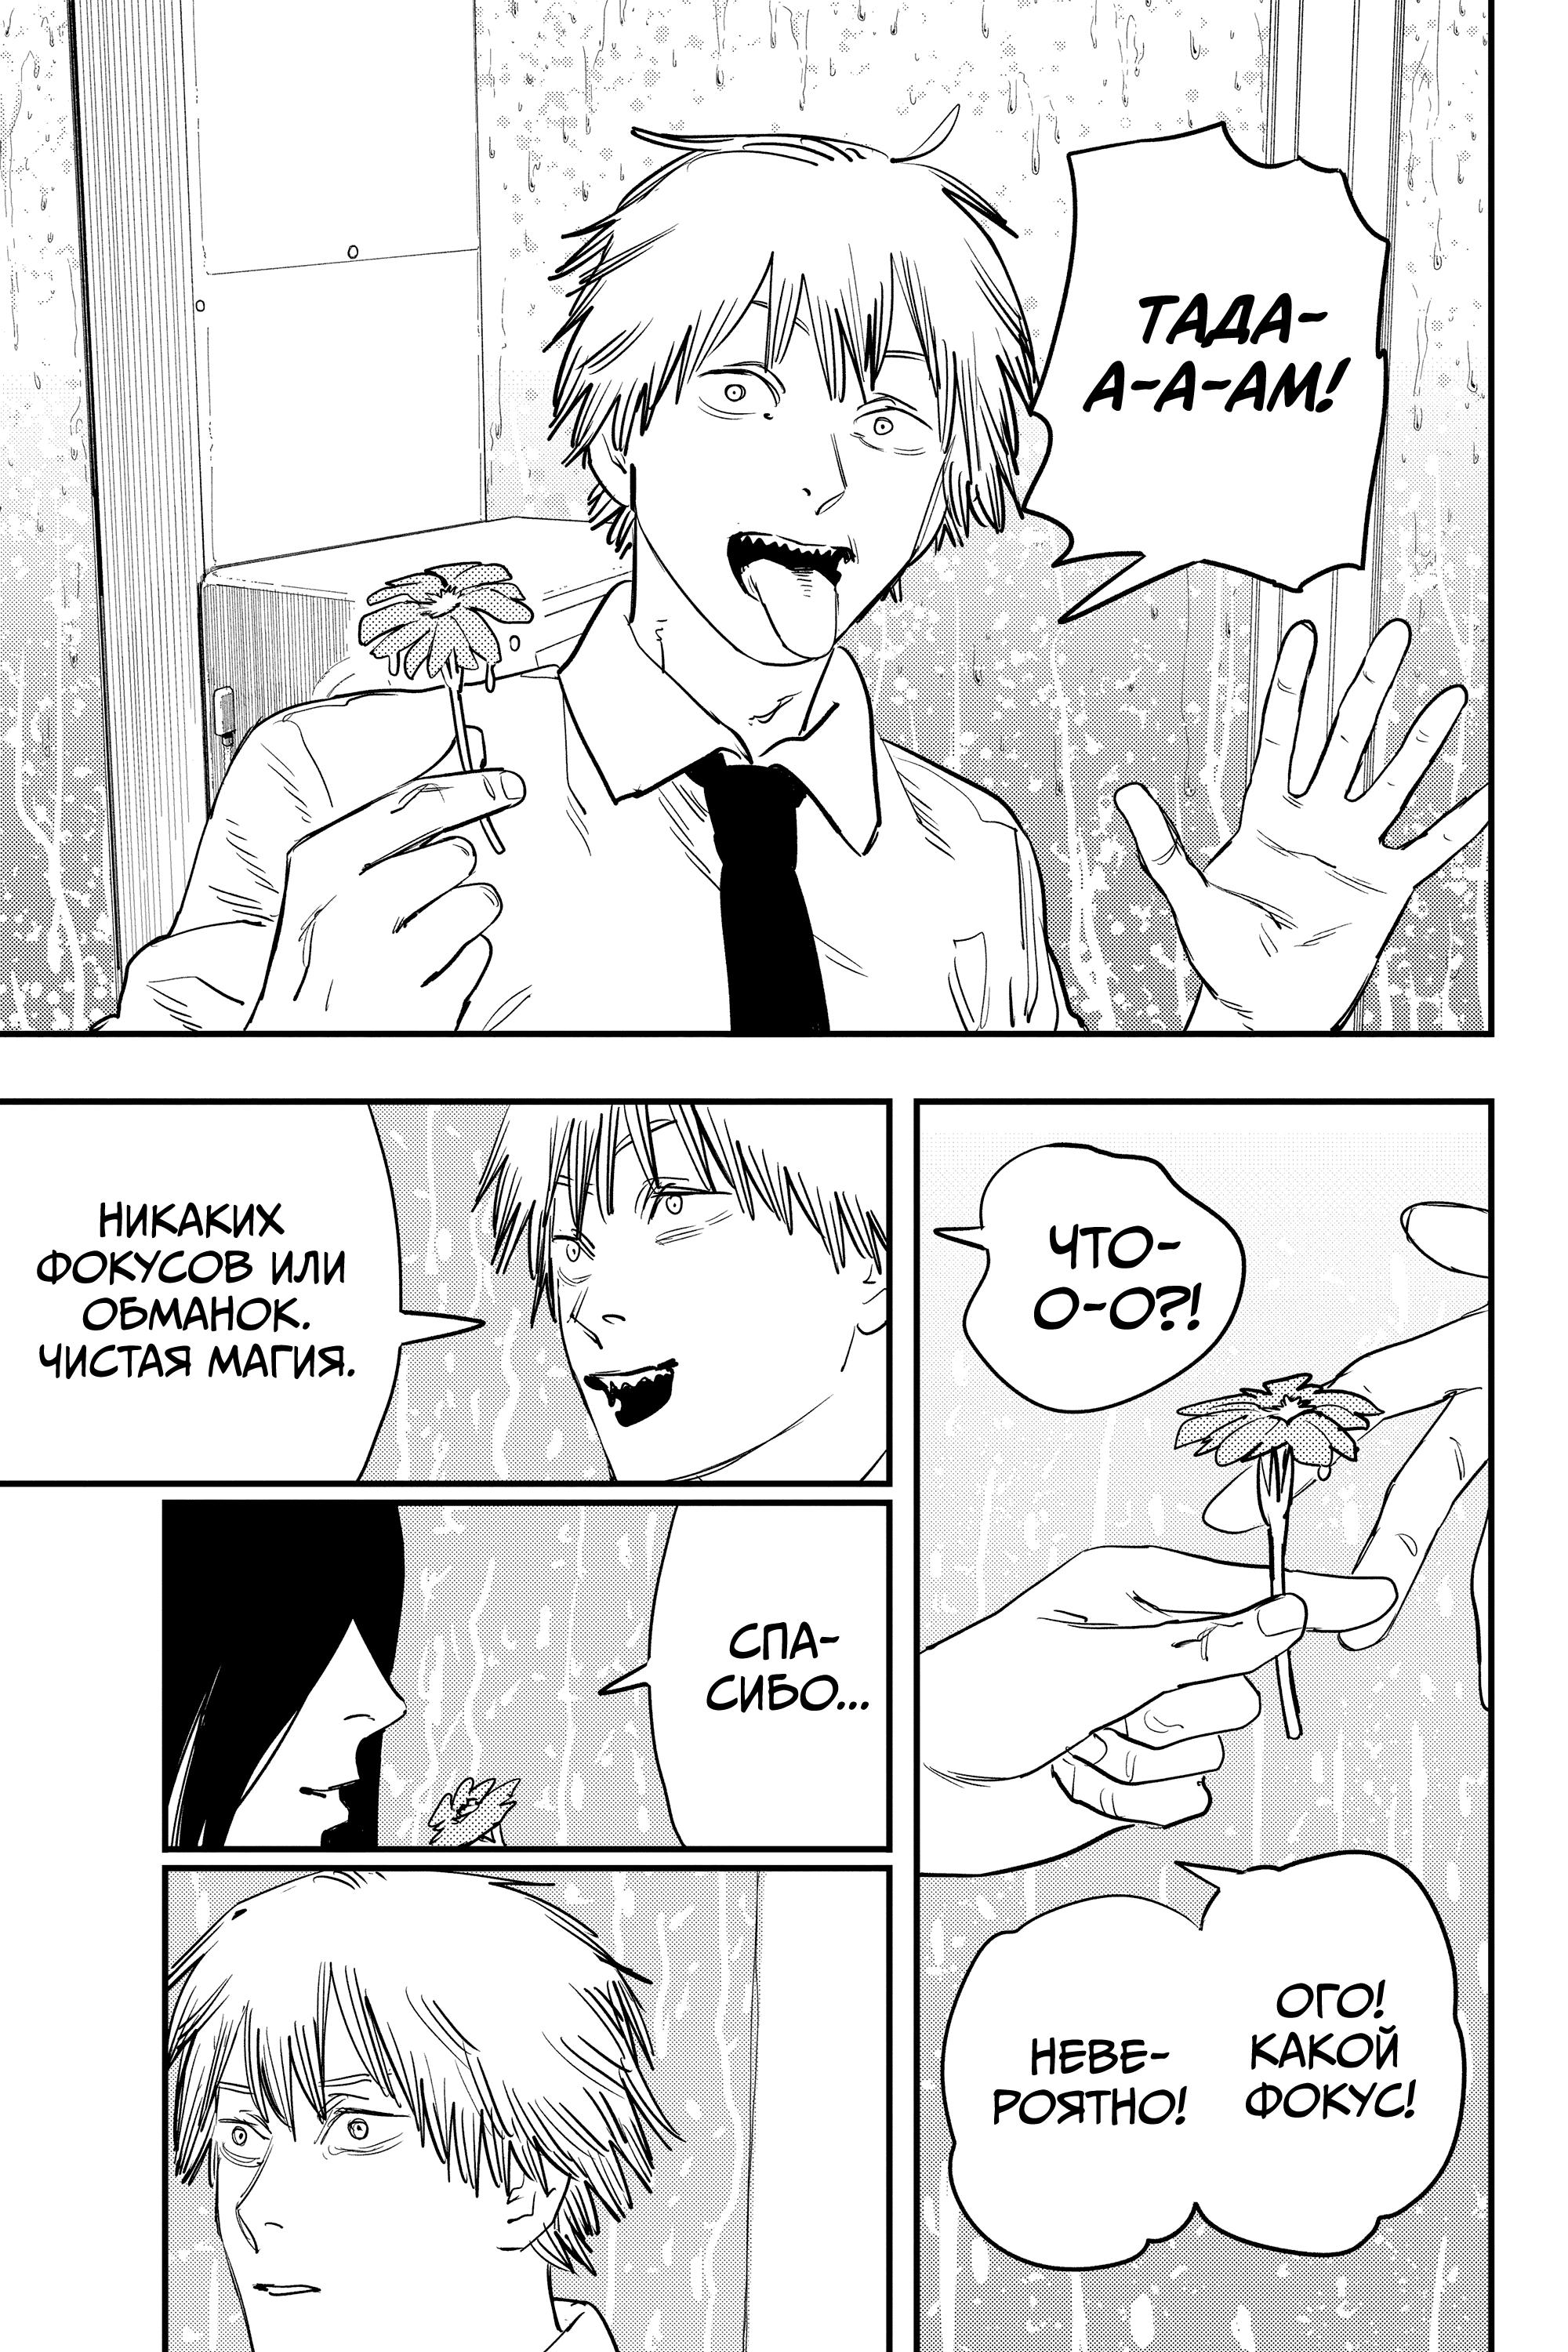 ТАДА-
А-А-АМ!
ЧТО-
О-О?!
ОГО!
КАКОЙ
ФОКУС!
НЕВЕ-
РОЯТНО!
НИКАКИХ
ФОКУСОВ ИЛИ
ОБМАНОК.
ЧИСТАЯ МАГИЯ.
СПА-
СИБО...